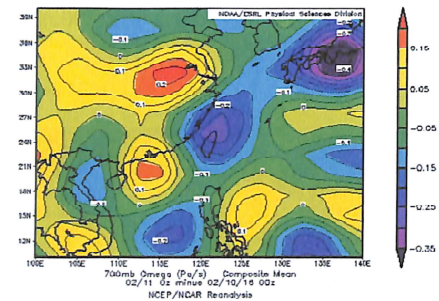 NOAA/ESRL Physical Sciences Division
39N
36N
33N
30N
27N
24N
21N
18N
15N
12N
100E 105E 110E 115E 120E 125E 130E 135E 140E
0.15
0.05
-0.05
-0.15
-0.25
-0.35
700mb Omega (Pa/s) Composite Mean
02/11 0z minus 02/10/16 00z
NCEP/NCAR Reanalysis